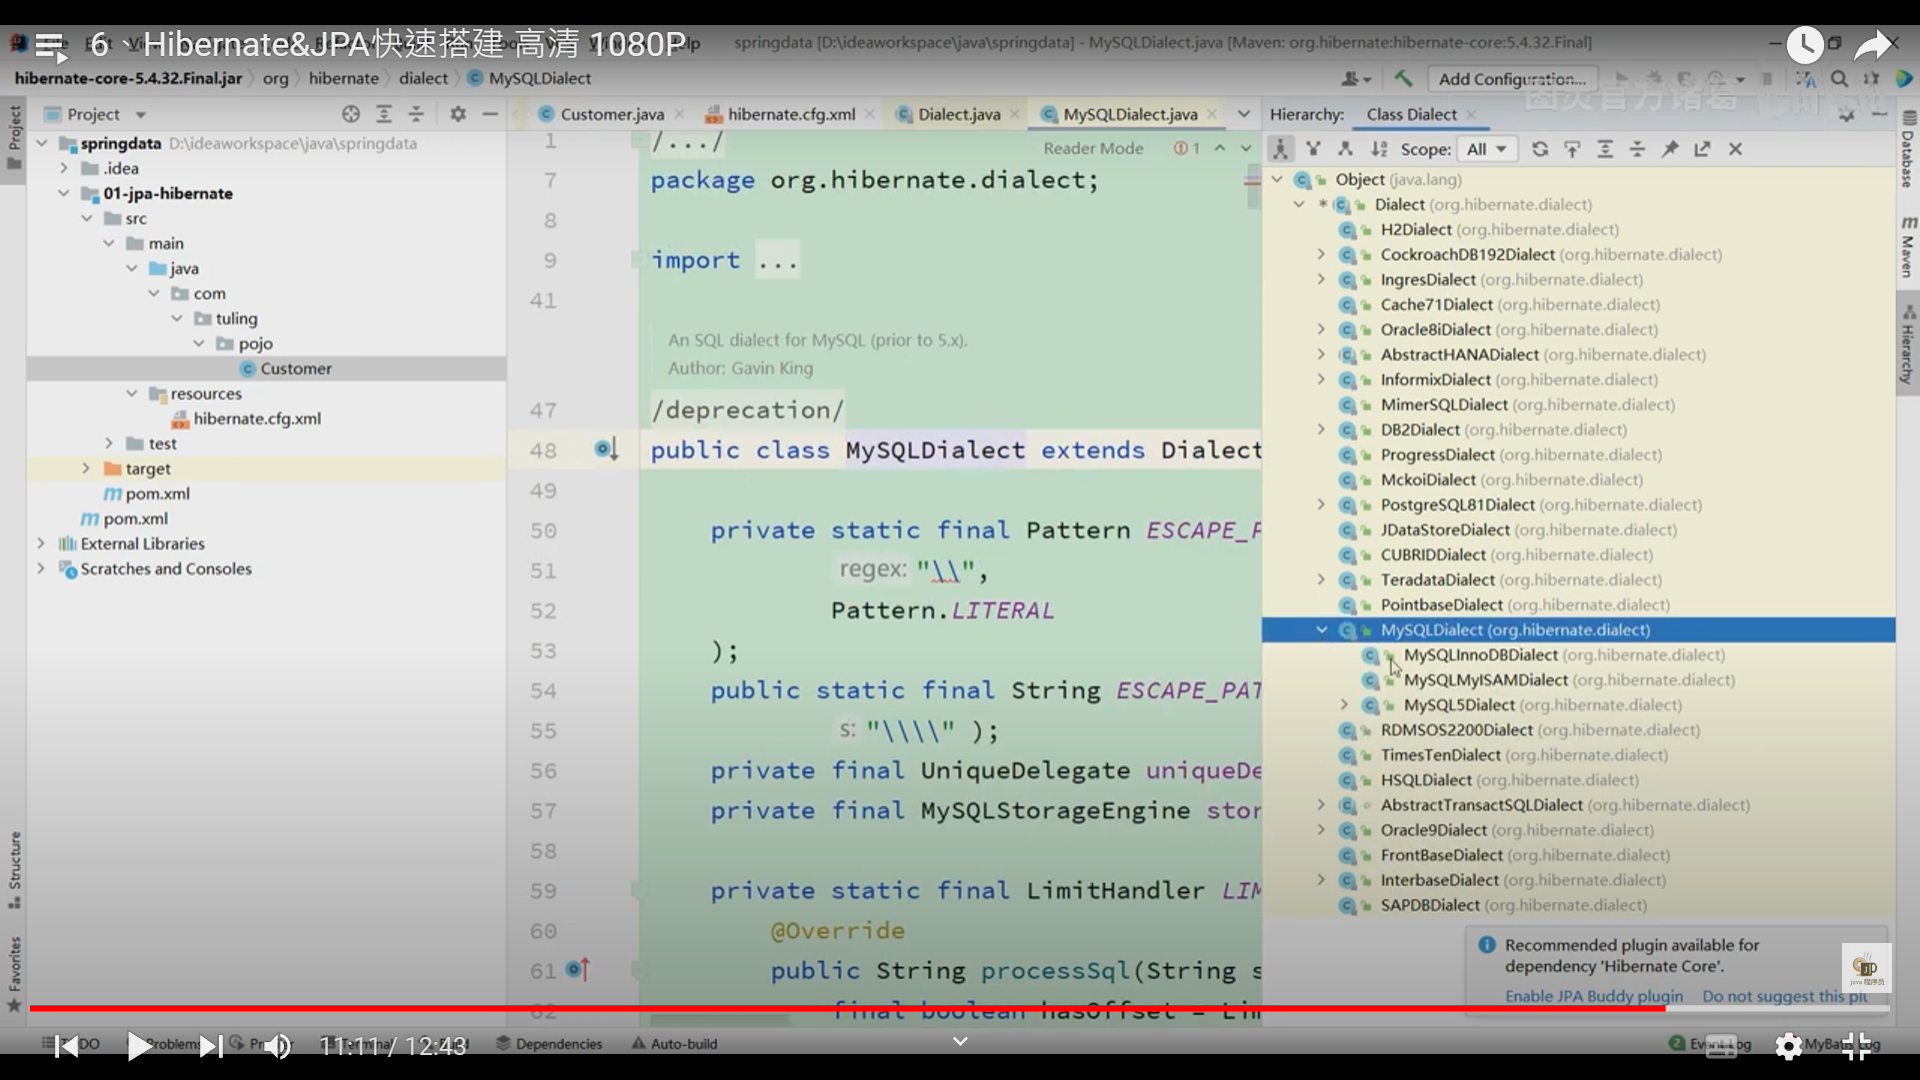 6、Hibernate&JPA快速搭建 高清 1080P
springdata [D:\ideaworkspace\java\springdata] - MySQLDialect.java [Maven: org.hibernate:hibernate-core:5.4.32.Final]
hibernate-core-5.4.32.Final.jar org hibernate dialect MySQLDialect
Add Configuration...
图灵官方诸葛
Project
Customer.java
hibernate.cfg.xml
Dialect.java
MySQLDialect.java
Hierarchy: Class Dialect
Scope: All
Project
springdata D:\ideaworkspace\java\springdata
.idea
01-jpa-hibernate
src
main
java
com
tuling
pojo
Customer
resources
hibernate.cfg.xml
test
target
pom.xml
pom.xml
External Libraries
Scratches and Consoles
Structure
Favorites
Reader Mode 1
1 /.../
7 package org.hibernate.dialect;
8
9 import ...
41
An SQL dialect for MySQL (prior to 5.x).
Author: Gavin King
47 /deprecation/
48 public class MySQLDialect extends Dialect
49
50 private static final Pattern ESCAPE_P
51 regex: "\\",
52 Pattern.LITERAL
53 );
54 public static final String ESCAPE_PAT
55 s: "\\\\" );
56 private final UniqueDelegate uniqueDe
57 private final MySQLStorageEngine stor
58
59 private static final LimitHandler LIM
60 @Override
61 public String processSql(String s
62 final boolean hasOffset = Lim
Object (java.lang)
Dialect (org.hibernate.dialect)
H2Dialect (org.hibernate.dialect)
CockroachDB192Dialect (org.hibernate.dialect)
IngresDialect (org.hibernate.dialect)
Cache71Dialect (org.hibernate.dialect)
Oracle8iDialect (org.hibernate.dialect)
AbstractHANADialect (org.hibernate.dialect)
InformixDialect (org.hibernate.dialect)
MimerSQLDialect (org.hibernate.dialect)
DB2Dialect (org.hibernate.dialect)
ProgressDialect (org.hibernate.dialect)
MckoiDialect (org.hibernate.dialect)
PostgreSQL81Dialect (org.hibernate.dialect)
JDataStoreDialect (org.hibernate.dialect)
CUBRIDDialect (org.hibernate.dialect)
TeradataDialect (org.hibernate.dialect)
PointbaseDialect (org.hibernate.dialect)
MySQLDialect (org.hibernate.dialect)
MySQLInnoDBDialect (org.hibernate.dialect)
MySQLMyISAMDialect (org.hibernate.dialect)
MySQL5Dialect (org.hibernate.dialect)
RDMSOS2200Dialect (org.hibernate.dialect)
TimesTenDialect (org.hibernate.dialect)
HSQLDialect (org.hibernate.dialect)
AbstractTransactSQLDialect (org.hibernate.dialect)
Oracle9Dialect (org.hibernate.dialect)
FrontBaseDialect (org.hibernate.dialect)
InterbaseDialect (org.hibernate.dialect)
SAPDBDialect (org.hibernate.dialect)
Database
Maven
Hierarchy
Recommended plugin available for
dependency 'Hibernate Core'.
Enable JPA Buddy plugin Do not suggest this pl
java 程序员
Problems
11:11 / 12:43
Dependencies
Auto-build